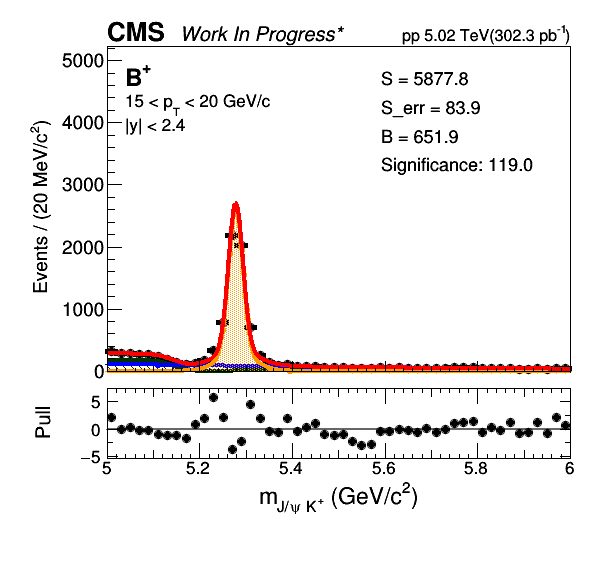 CMS Work In Progress* pp 5.02 TeV(302.3 pb⁻¹)
B⁺
15 < p_T < 20 GeV/c
|y| < 2.4
S = 5877.8
S_err = 83.9
B = 651.9
Significance: 119.0
Events / (20 MeV/c²)
5000
4000
3000
2000
1000
0
Pull
5
0
−5
5 5.2 5.4 5.6 5.8 6
m_{J/ψ K⁺} (GeV/c²)